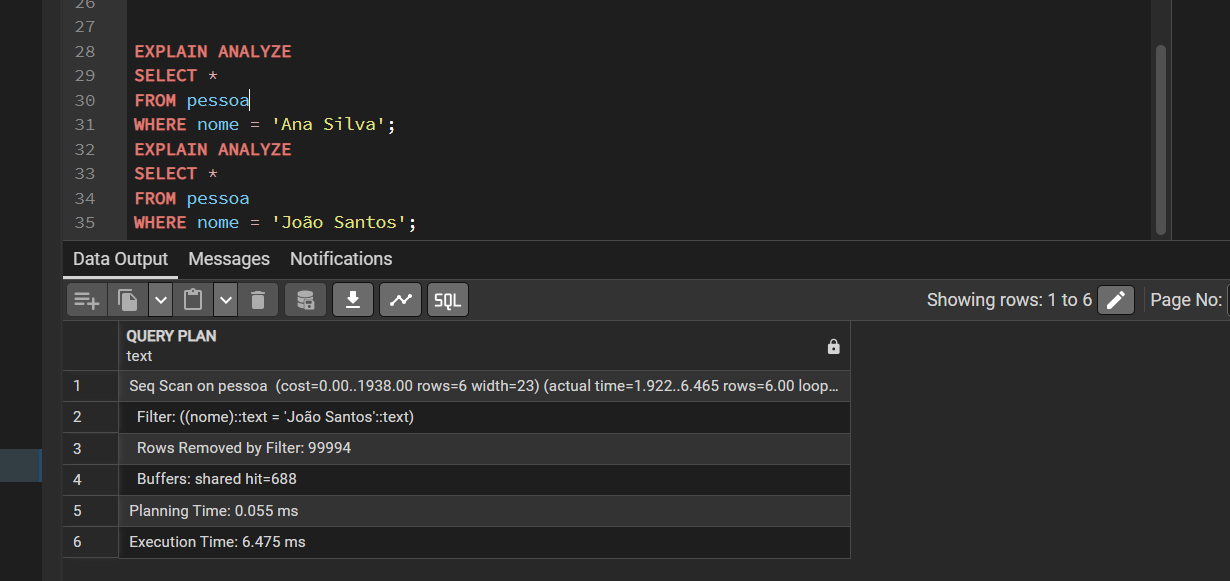 26
27
28 EXPLAIN ANALYZE
29 SELECT *
30 FROM pessoa
31 WHERE nome = 'Ana Silva';
32 EXPLAIN ANALYZE
33 SELECT *
34 FROM pessoa
35 WHERE nome = 'João Santos';
Data Output Messages Notifications
SQL Showing rows: 1 to 6 Page No:
QUERY PLAN
text
1 Seq Scan on pessoa (cost=0.00..1938.00 rows=6 width=23) (actual time=1.922..6.465 rows=6.00 loop...
2 Filter: ((nome)::text = 'João Santos'::text)
3 Rows Removed by Filter: 99994
4 Buffers: shared hit=688
5 Planning Time: 0.055 ms
6 Execution Time: 6.475 ms